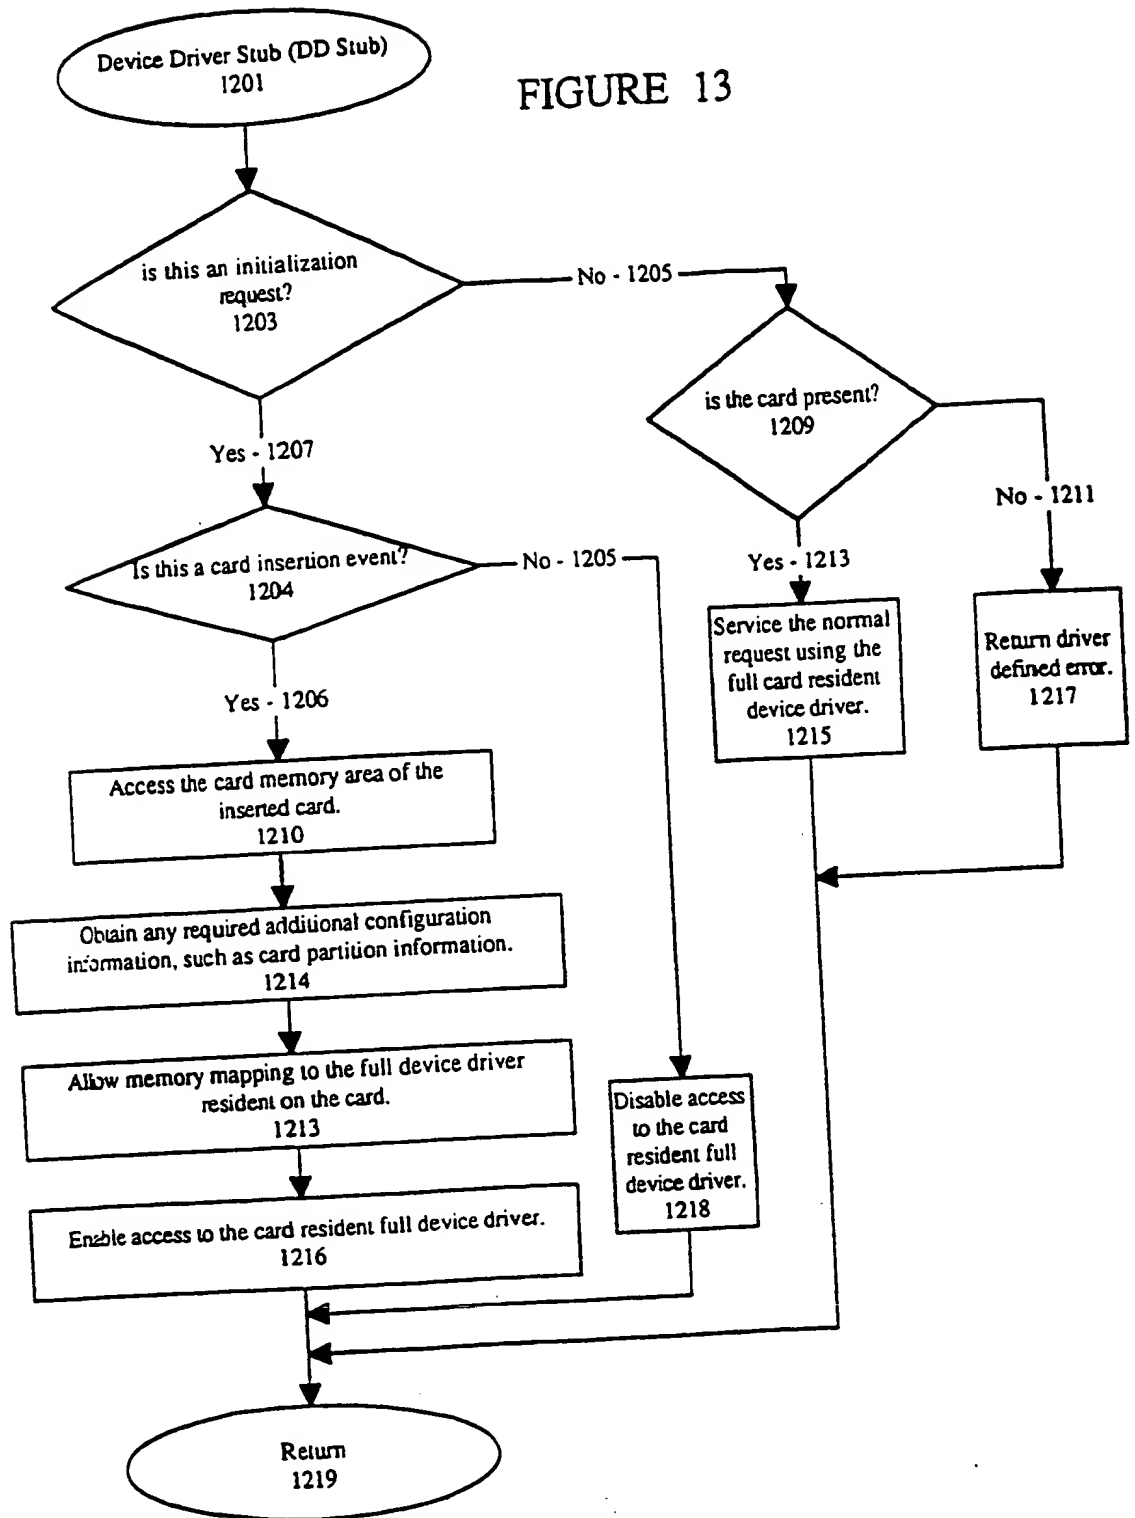 Device Driver Stub (DD Stub)
1201
FIGURE 13
is this an initialization
request?
1203
No - 1205
is the card present?
1209
Yes - 1207
No - 1211
Is this a card insertion event?
1204
No - 1205
Yes - 1213
Service the normal
request using the
full card resident
device driver.
1215
Return driver
defined error.
1217
Yes - 1206
Access the card memory area of the
inserted card.
1210
Obtain any required additional configuration
information, such as card partition information.
1214
Allow memory mapping to the full device driver
resident on the card.
1213
Disable access
to the card
resident full
device driver.
1218
Enable access to the card resident full device driver.
1216
Return
1219